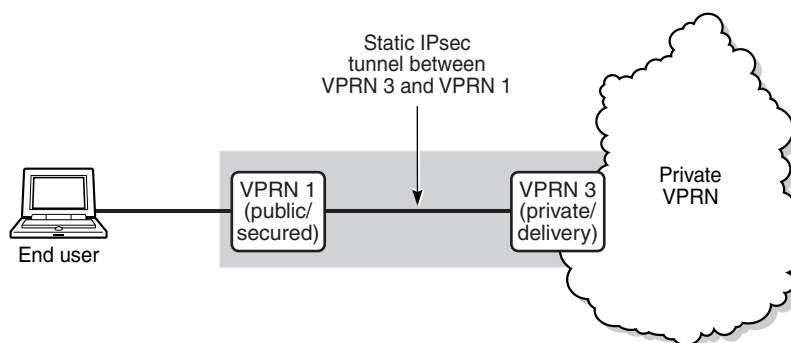 Static IPsec
tunnel between
VPRN 3 and VPRN 1
VPRN 1
(public/
secured)
VPRN 3
(private/
delivery)
Private
VPRN
End user